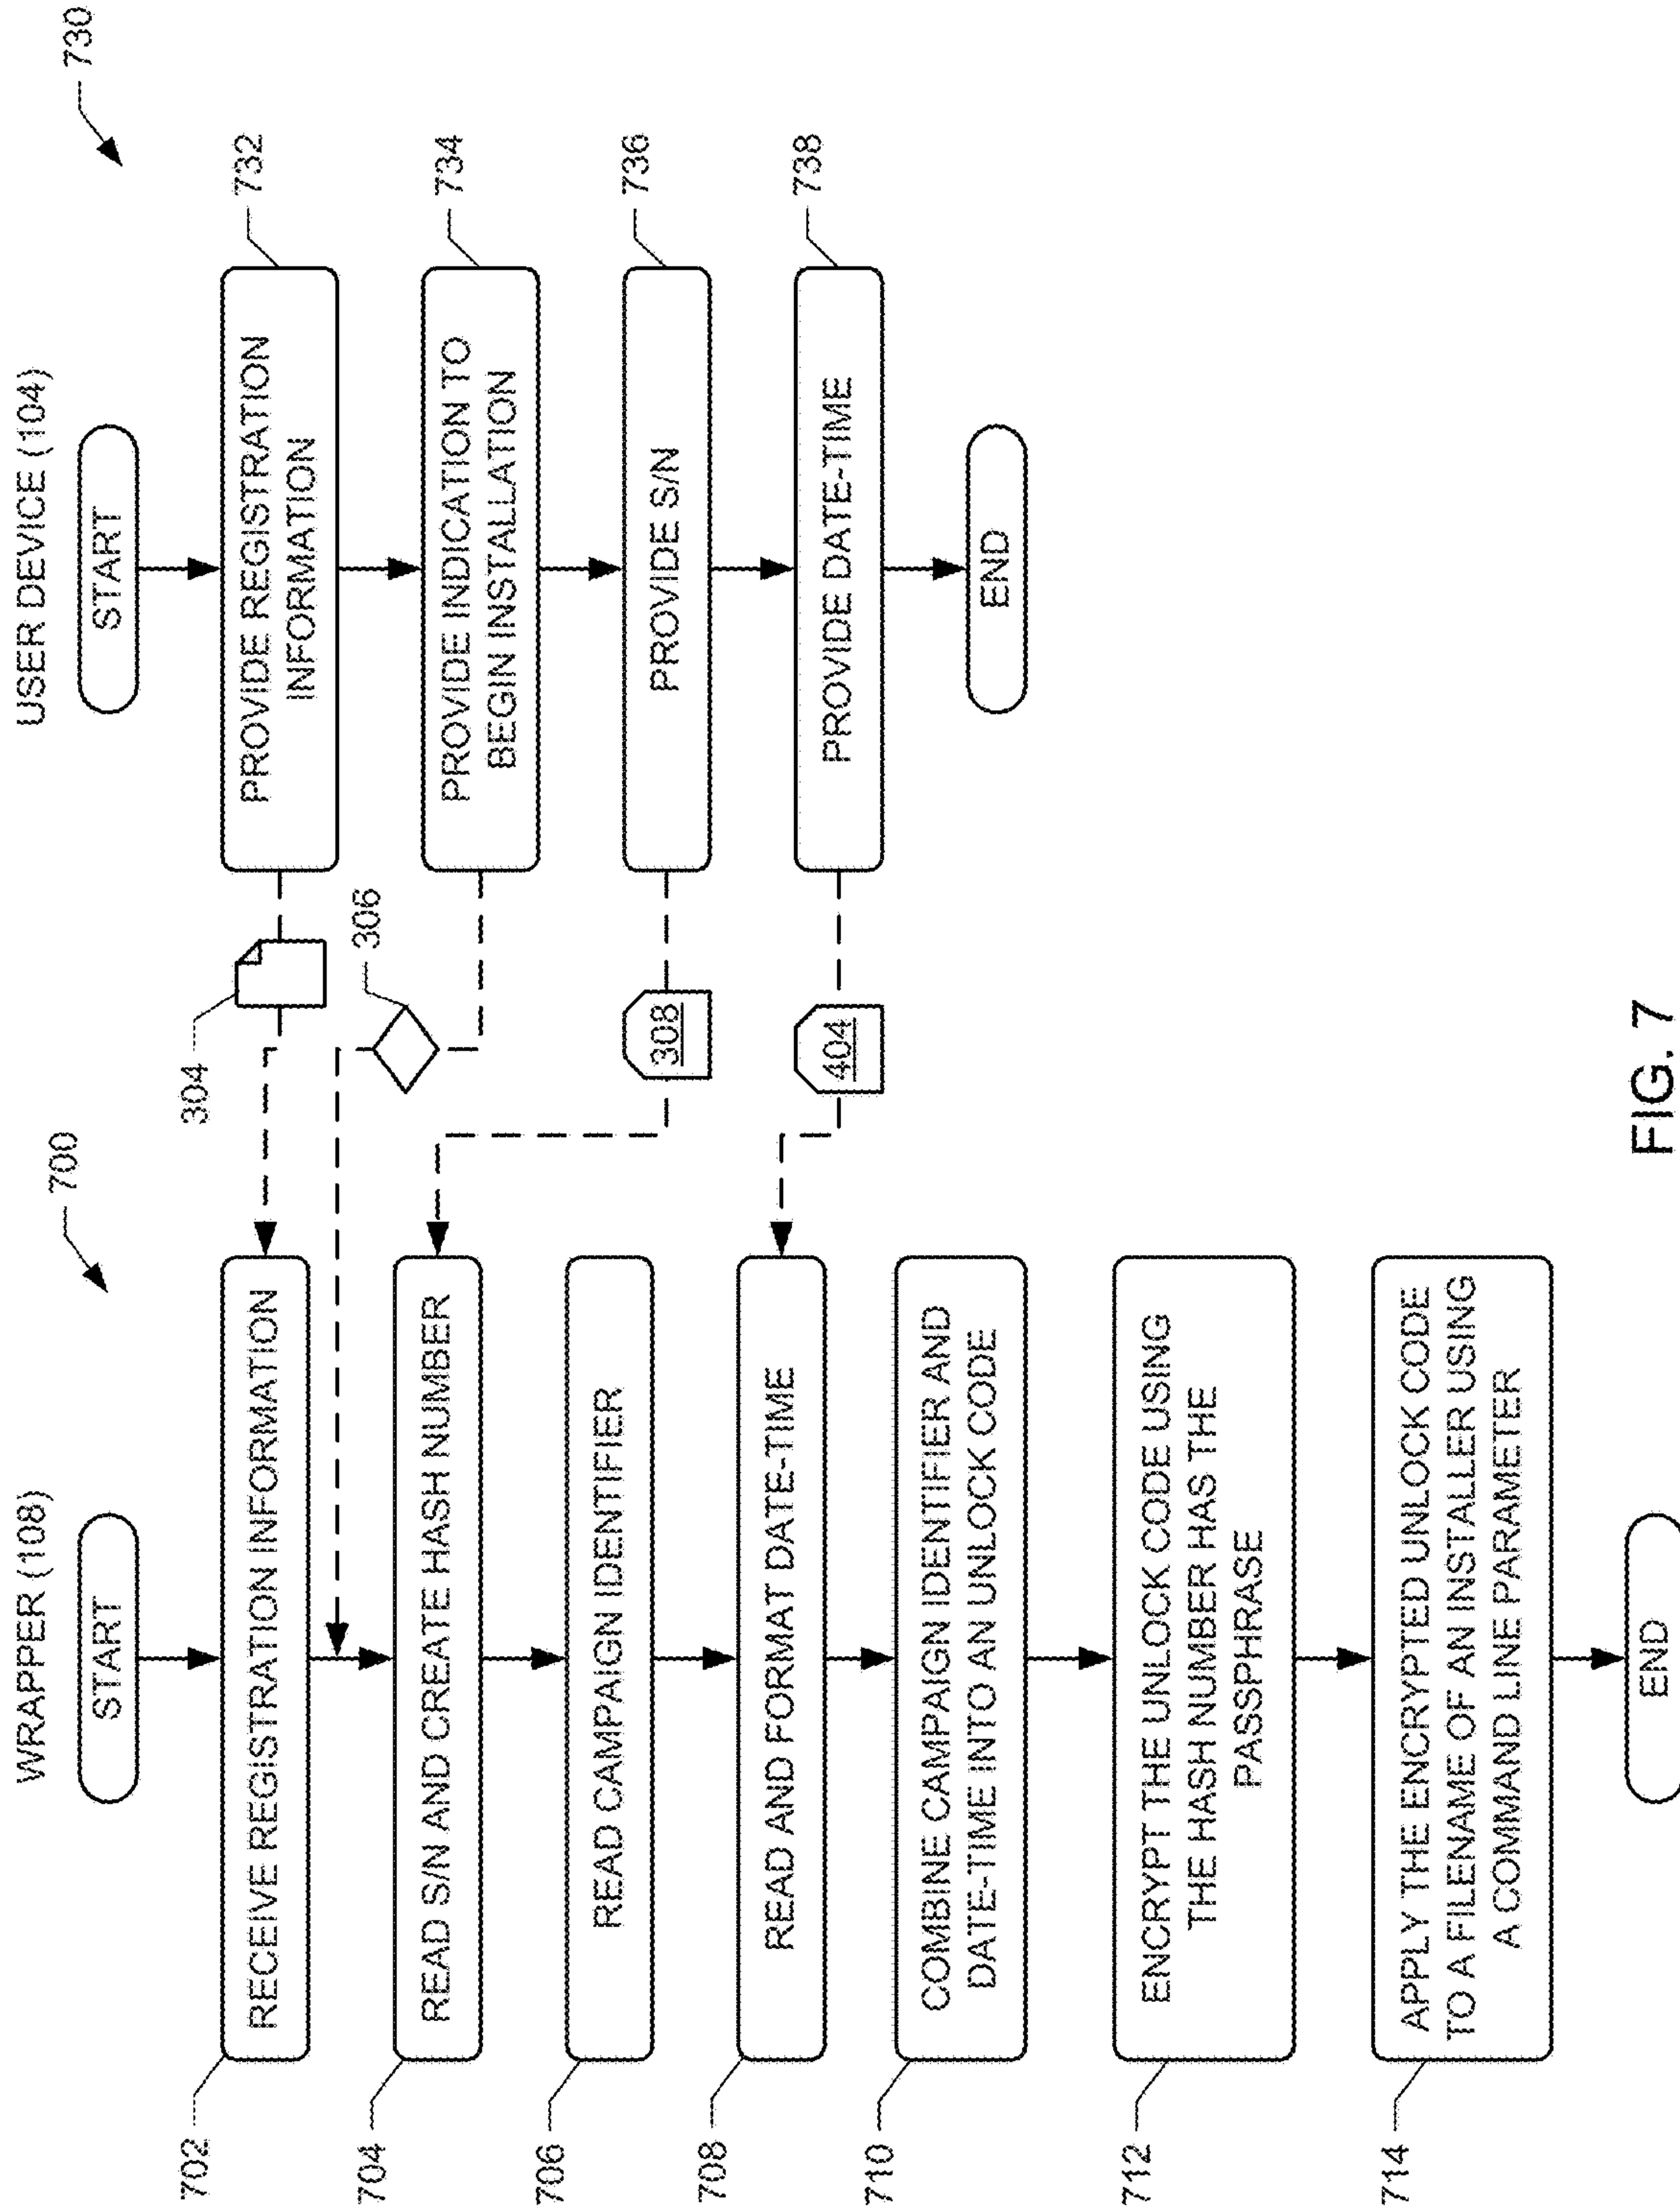 WRAPPER (108)
700
START
702
RECEIVE REGISTRATION INFORMATION
704
READ S/N AND CREATE HASH NUMBER
706
READ CAMPAIGN IDENTIFIER
708
READ AND FORMAT DATE-TIME
710
COMBINE CAMPAIGN IDENTIFIER AND
DATE-TIME INTO AN UNLOCK CODE
712
ENCRYPT THE UNLOCK CODE USING
THE HASH NUMBER HAS THE
PASSPHRASE
714
APPLY THE ENCRYPTED UNLOCK CODE
TO A FILENAME OF AN INSTALLER USING
A COMMAND LINE PARAMETER
END
304
306
308
404
USER DEVICE (104)
730
START
PROVIDE REGISTRATION
INFORMATION
732
PROVIDE INDICATION TO
BEGIN INSTALLATION
734
PROVIDE S/N
736
PROVIDE DATE-TIME
738
END
FIG. 7